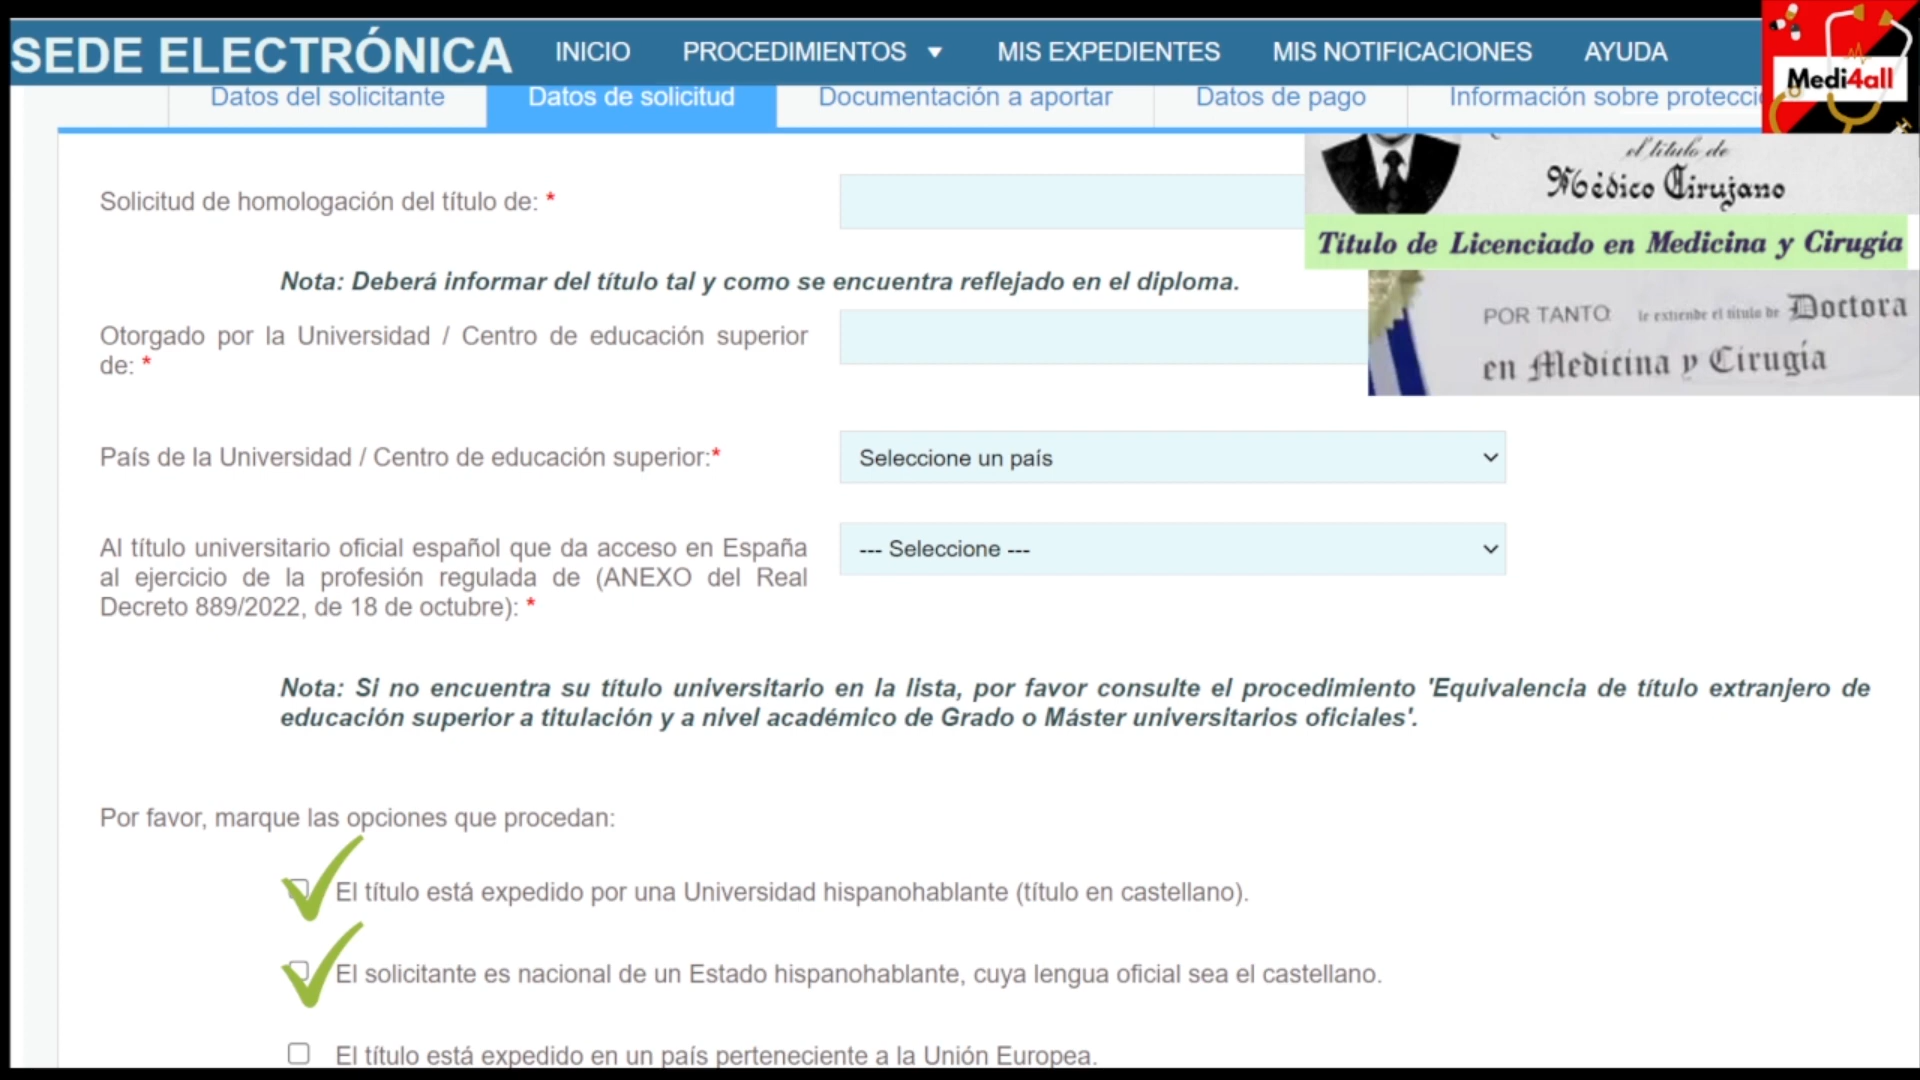 SEDE ELECTRÓNICA INICIO PROCEDIMIENTOS MIS EXPEDIENTES MIS NOTIFICACIONES AYUDA
Medi4all
Datos del solicitante Datos de solicitud Documentación a aportar Datos de pago Información sobre protecci
el título de
Médico Cirujano
Solicitud de homologación del título de: *
Título de Licenciado en Medicina y Cirugía
Nota: Deberá informar del título tal y como se encuentra reflejado en el diploma.
POR TANTO le extiende el título de Doctora
en Medicina y Cirugía
Otorgado por la Universidad / Centro de educación superior
de: *
País de la Universidad / Centro de educación superior:* Seleccione un país
Al título universitario oficial español que da acceso en España --- Seleccione ---
al ejercicio de la profesión regulada de (ANEXO del Real
Decreto 889/2022, de 18 de octubre): *
Nota: Si no encuentra su título universitario en la lista, por favor consulte el procedimiento 'Equivalencia de título extranjero de
educación superior a titulación y a nivel académico de Grado o Máster universitarios oficiales'.
Por favor, marque las opciones que procedan:
El título está expedido por una Universidad hispanohablante (título en castellano).
El solicitante es nacional de un Estado hispanohablante, cuya lengua oficial sea el castellano.
El título está expedido en un país perteneciente a la Unión Europea.